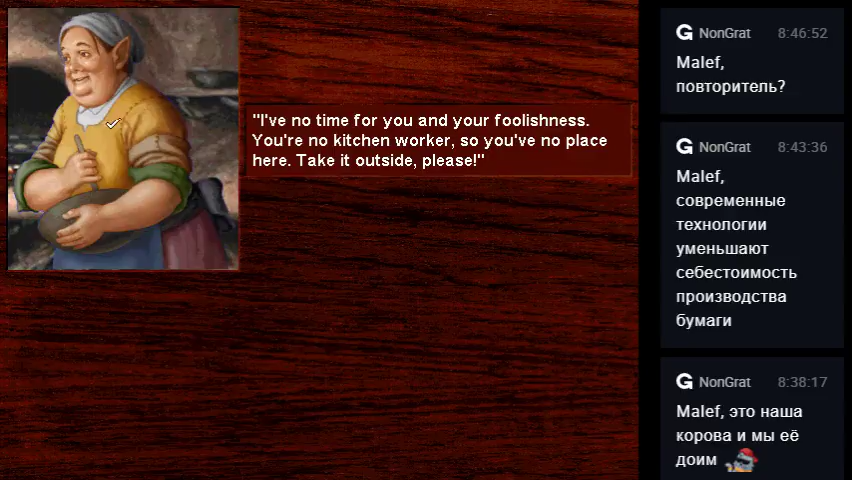 "I've no time for you and your foolishness.
You're no kitchen worker, so you've no place
here. Take it outside, please!"
G NonGrat 8:46:52
Malef,
повторитель?
G NonGrat 8:43:36
Malef,
современные
технологии
уменьшают
себестоимость
производства
бумаги
G NonGrat 8:38:17
Malef, это наша
корова и мы её
доим